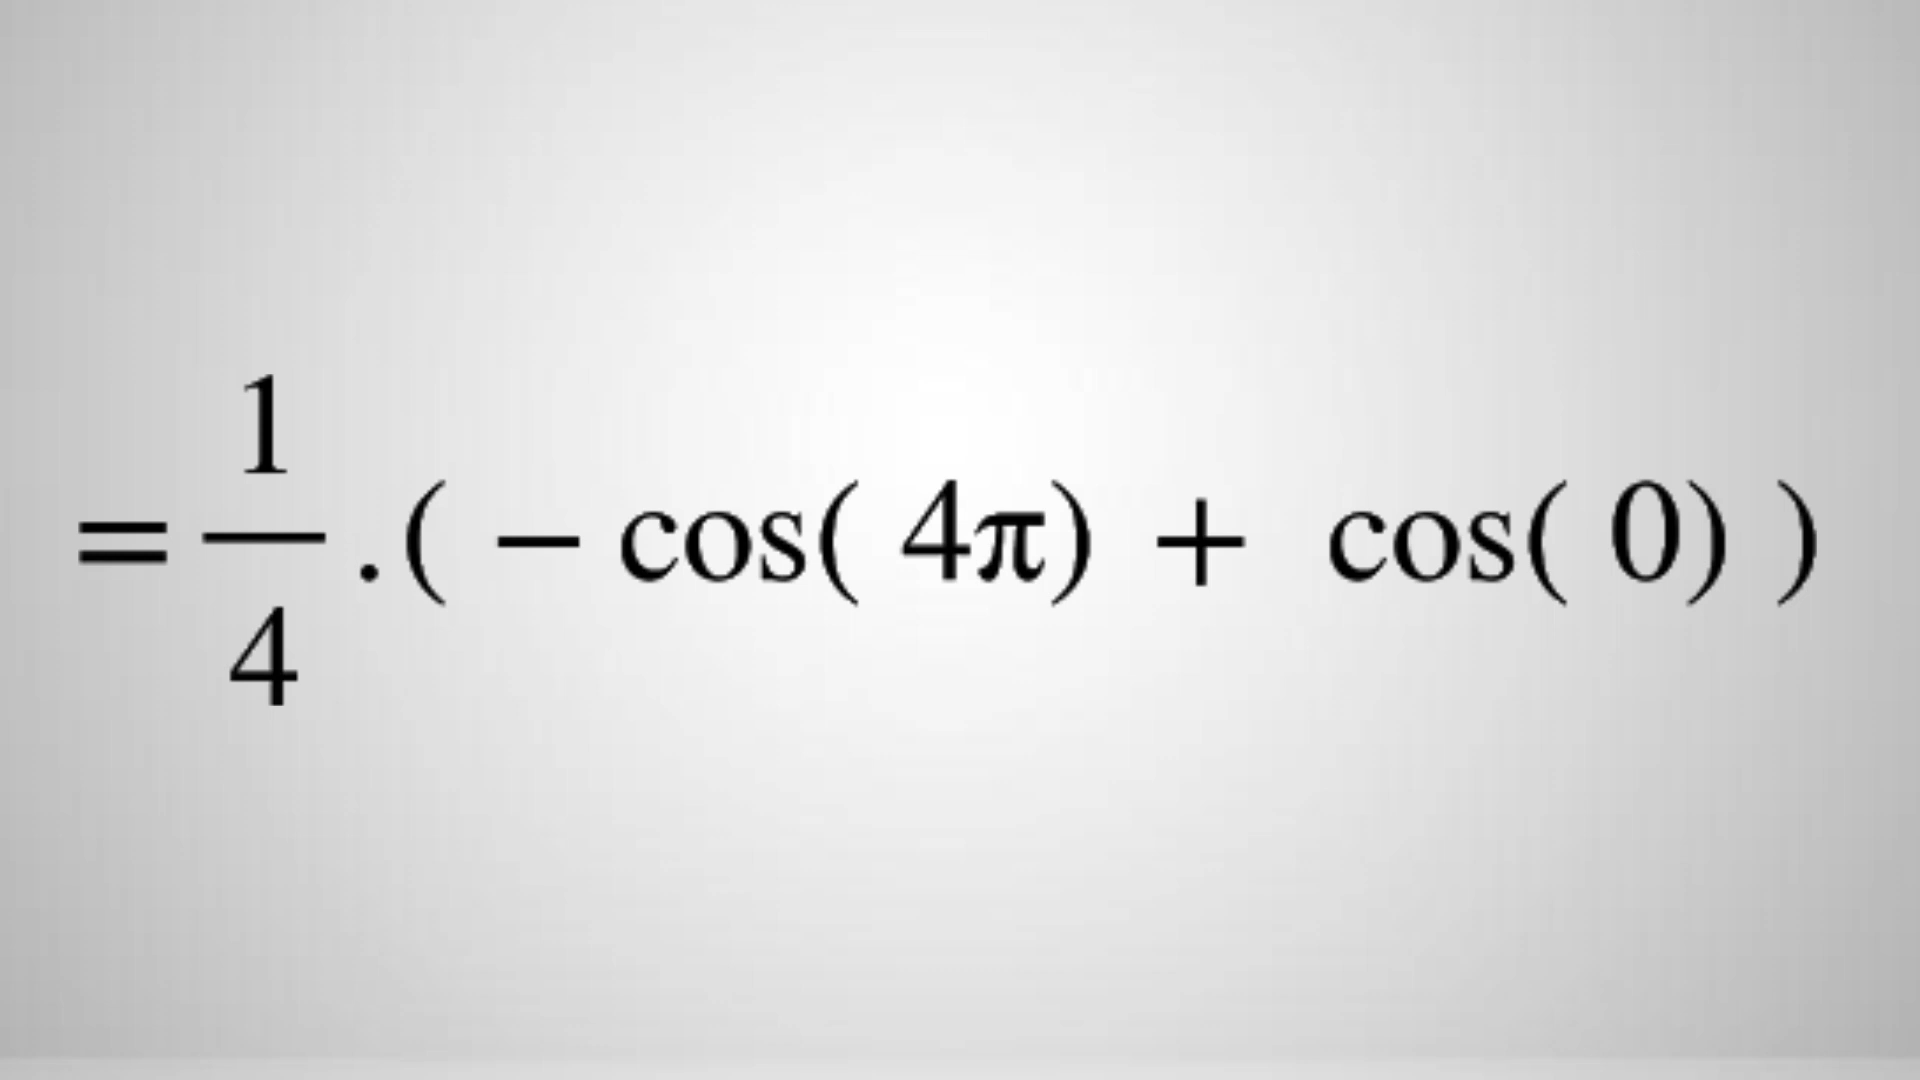 = 1/4 .( − cos( 4π) + cos( 0) )